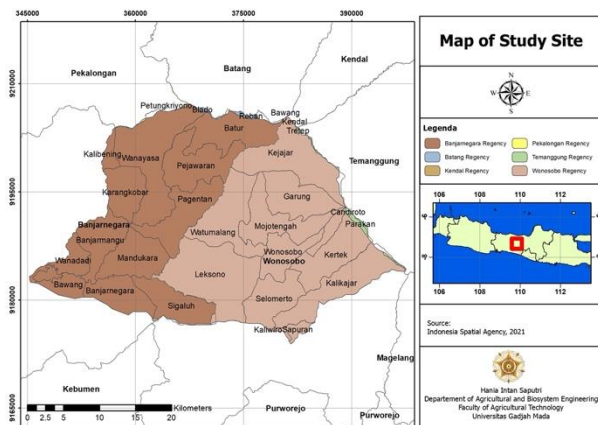 345000 360000 375000 390000
9210000
9195000
9180000
9165000
Kendal
Batang
Pekalongan
Petungkriyono
Blado
Reban
Bawang
Kendal
Tretep
Batur
Kejajar
Kalibening
Wanayasa
Pejawaran
Temanggung
Karangkobar
Pagentan
Garung
Candiroto
Parakan
Banjarnegara
Banjarmangu
Watumalang
Mojotengah
Wanadadi
Mandukara
Wonosobo
Wonosobo
Kertek
Leksono
Kalikajar
Bawang
Banjarnegara
Sigaluh
Selomerto
Kaliwiro
Sapuran
Magelang
Kebumen
Purworejo
Purworejo
Kilometers
0 2.5 5 10 15 20
Map of Study Site
N
W E
S
Legenda
Banjarnegara Regency
Pekalongan Regency
Batang Regency
Temanggung Regency
Kendal Regency
Wonosobo Regency
106 108 110 112
106 108 110 112
Source:
Indonesia Spatial Agency, 2021
Hania Intan Saputri
Departement of Agricultural and Biosystem Engineering
Faculty of Agricultural Technology
Universitas Gadjah Mada